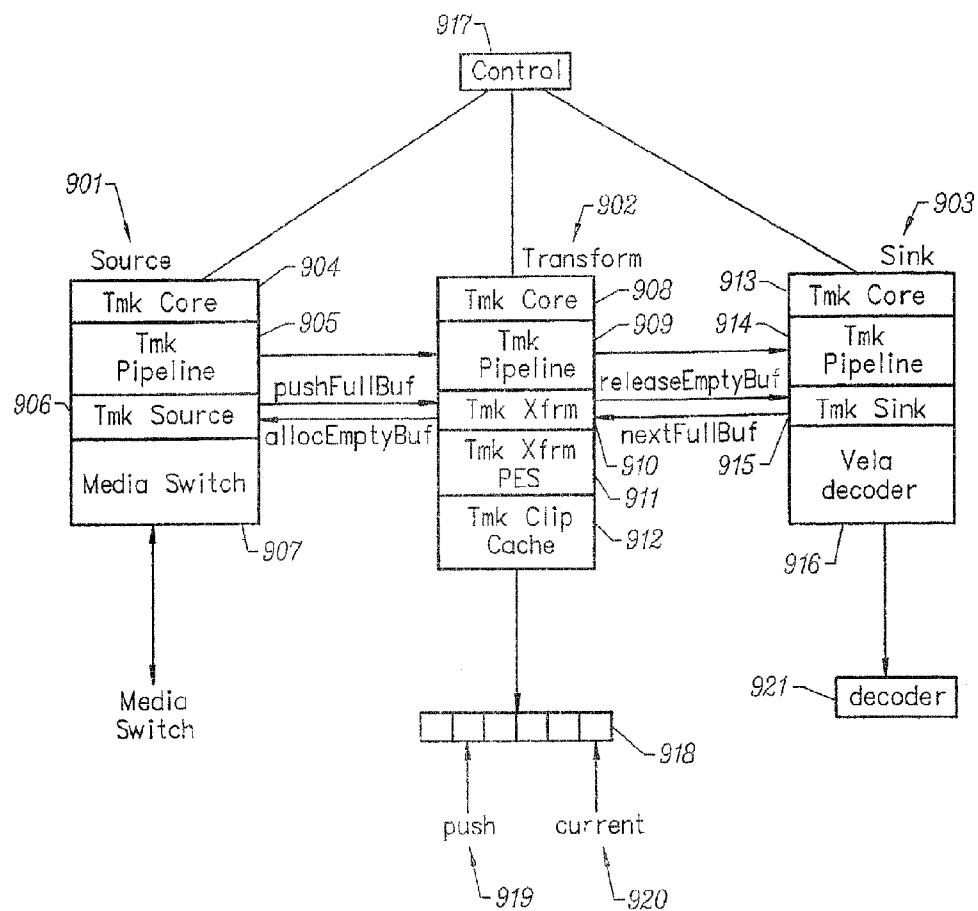 917
Control
901
902
903
Source
904
Transform
Sink
Tmk Core
905
Tmk
Pipeline
pushFullBuf
906
Tmk Source
allocEmptyBuf
Media Switch
907
Media
Switch
Tmk Core
908
909
Tmk
Pipeline
releaseEmptyBuf
Tmk Xfrm
nextFullBuf
910
Tmk Xfrm
PES
911
Tmk Clip
Cache
912
913
Tmk Core
914
Tmk
Pipeline
Tmk Sink
915
Vela
decoder
916
921
decoder
918
push
current
919
920